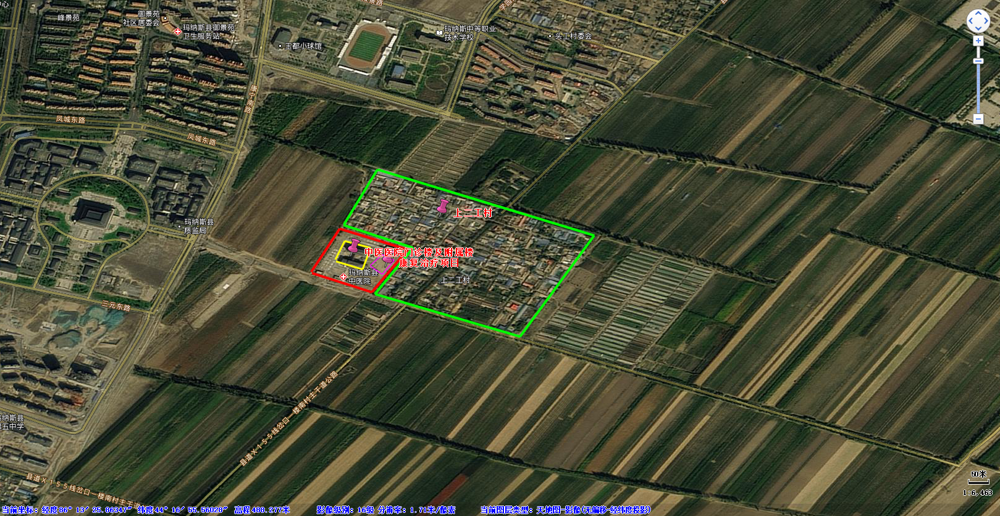 心
峰景苑
御景苑
社区居委会
玛纳斯县御景苑
卫生服务站
玉都小球馆
玛纳斯中等职业
技术学校
头工村委会
康宁南路
凤城东路
凤城东路
玛纳斯县
质监局
上二工村
中医医院门诊楼及附属楼
康复治疗项目
玛纳斯县
中医院
上二工村
三元东路
县道X155线岔口一楼南村主干道公路
玛纳斯县
第五中学
县道X155线岔口一楼南村主干道
50米
1:6,463
当前坐标: 经度86° 13′ 25.86347″ 纬度44° 16′ 55.56028″ 高程488.277米 影像级别: 16级 分辨率: 1.71米/像素 当前图层类型: 天地图-影像(无偏移-经纬度投影)